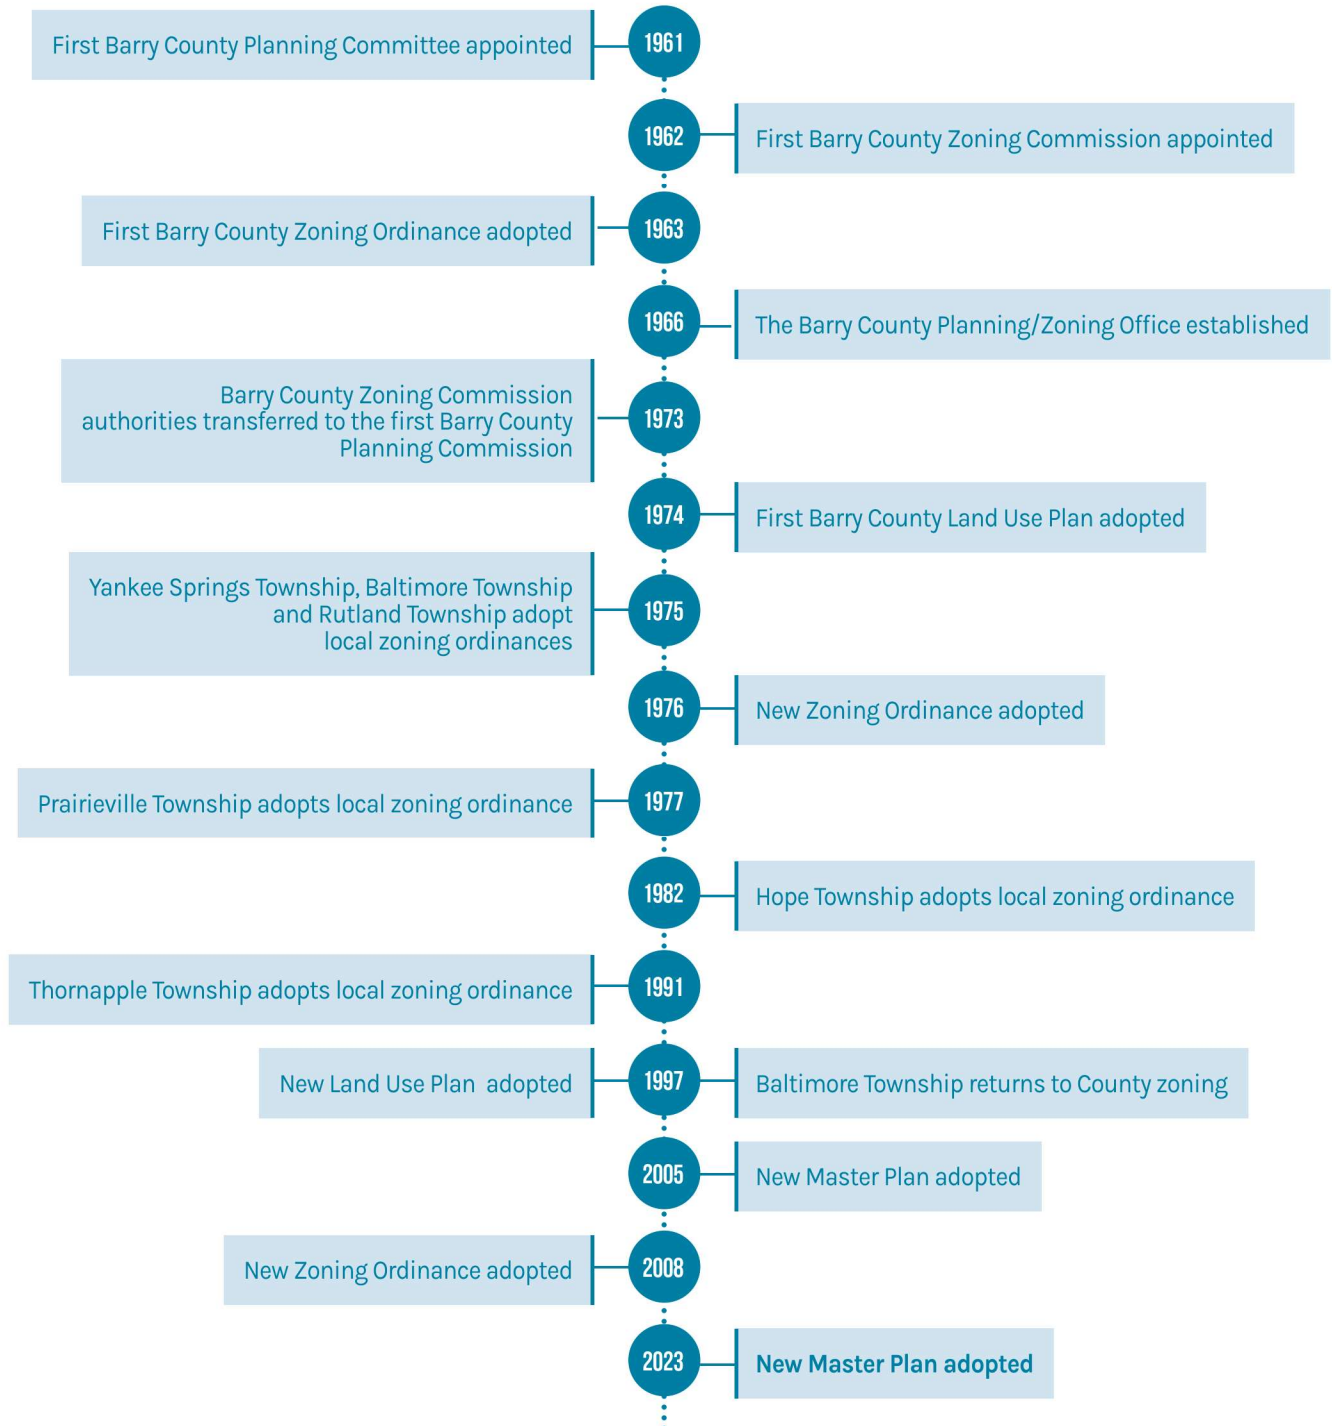 First Barry County Planning Committee appointed
1961
1962
First Barry County Zoning Commission appointed
First Barry County Zoning Ordinance adopted
1963
1966
The Barry County Planning/Zoning Office established
Barry County Zoning Commission
authorities transferred to the first Barry County
Planning Commission
1973
1974
First Barry County Land Use Plan adopted
Yankee Springs Township, Baltimore Township
and Rutland Township adopt
local zoning ordinances
1975
1976
New Zoning Ordinance adopted
Prairieville Township adopts local zoning ordinance
1977
1982
Hope Township adopts local zoning ordinance
Thornapple Township adopts local zoning ordinance
1991
New Land Use Plan adopted
1997
Baltimore Township returns to County zoning
2005
New Master Plan adopted
New Zoning Ordinance adopted
2008
2023
New Master Plan adopted